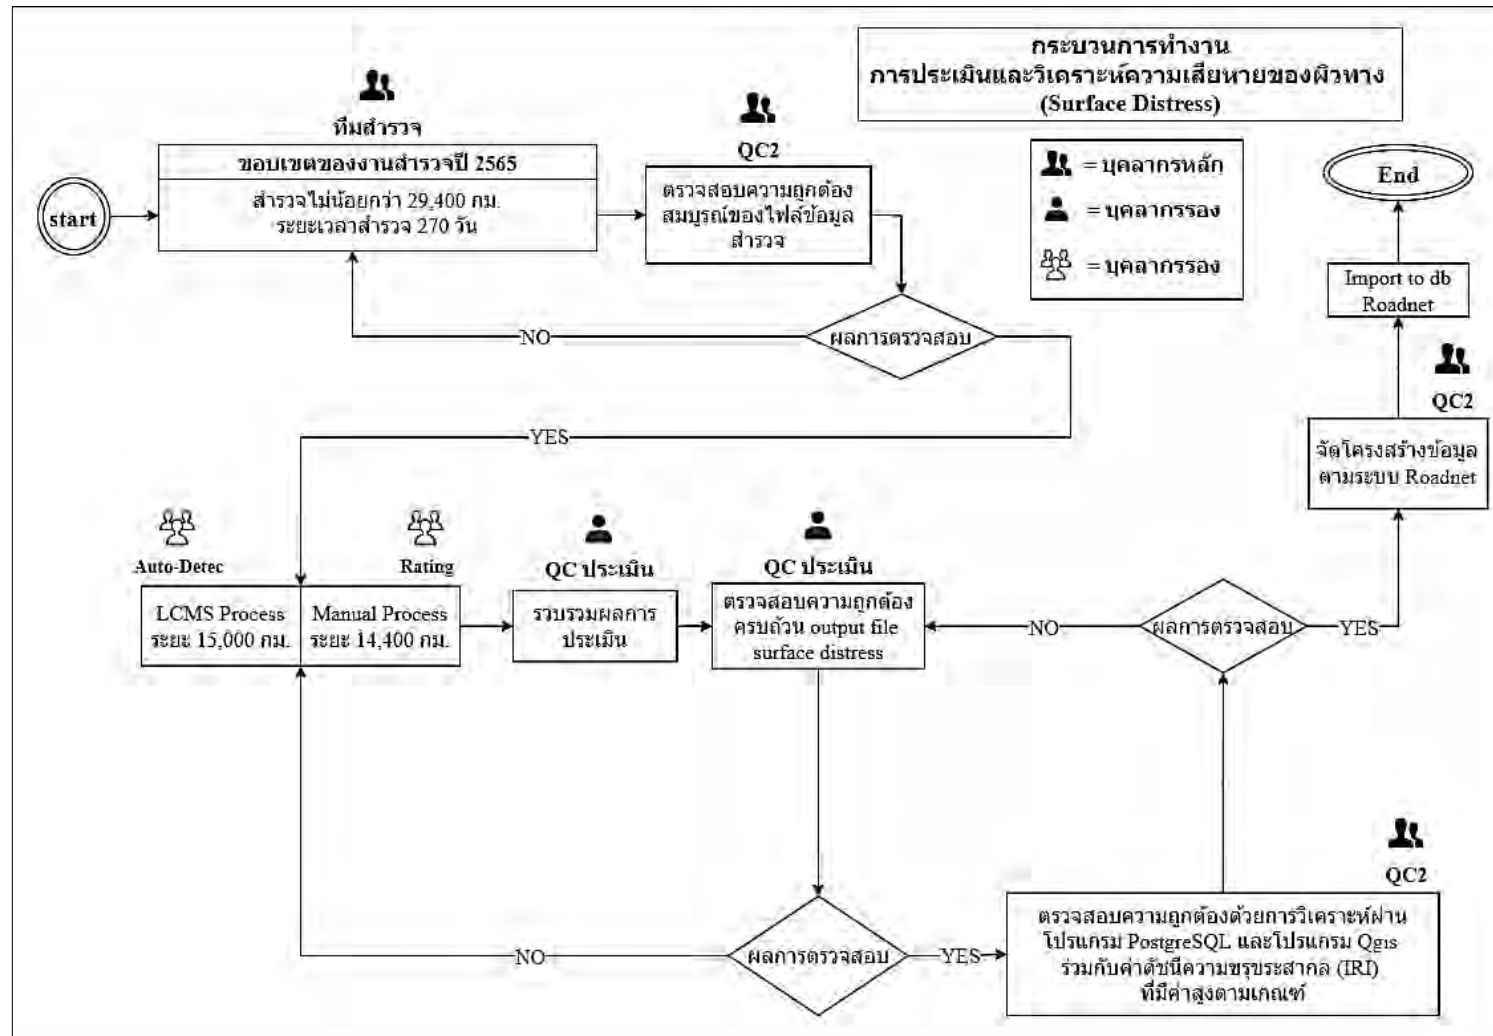 กระบวนการทำงาน
การประเมินและวิเคราะห์ความเสียหายของผิวทาง
(Surface Distress)
ทีมสำรวจ
ขอบเขตของงานสำรวจปี 2565
สำรวจไม่น้อยกว่า 29,400 กม.
ระยะเวลาสำรวจ 270 วัน
start
QC2
ตรวจสอบความถูกต้อง
สมบูรณ์ของไฟล์ข้อมูล
สำรวจ
= บุคลากรหลัก
= บุคลากรรอง
= บุคลากรรอง
End
Import to db
Roadnet
ผลการตรวจสอบ
NO
YES
QC2
จัดโครงสร้างข้อมูล
ตามระบบ Roadnet
Auto-Detec
Rating
LCMS Process
ระยะ 15,000 กม.
Manual Process
ระยะ 14,400 กม.
QC ประเมิน
รวบรวมผลการ
ประเมิน
QC ประเมิน
ตรวจสอบความถูกต้อง
ครบถ้วน output file
surface distress
NO
ผลการตรวจสอบ
YES
NO
ผลการตรวจสอบ
YES
QC2
ตรวจสอบความถูกต้องด้วยการวิเคราะห์ผ่าน
โปรแกรม PostgreSQL และโปรแกรม Qgis
ร่วมกับค่าดัชนีความขรุขระสากล (IRI)
ที่มีค่าสูงตามเกณฑ์